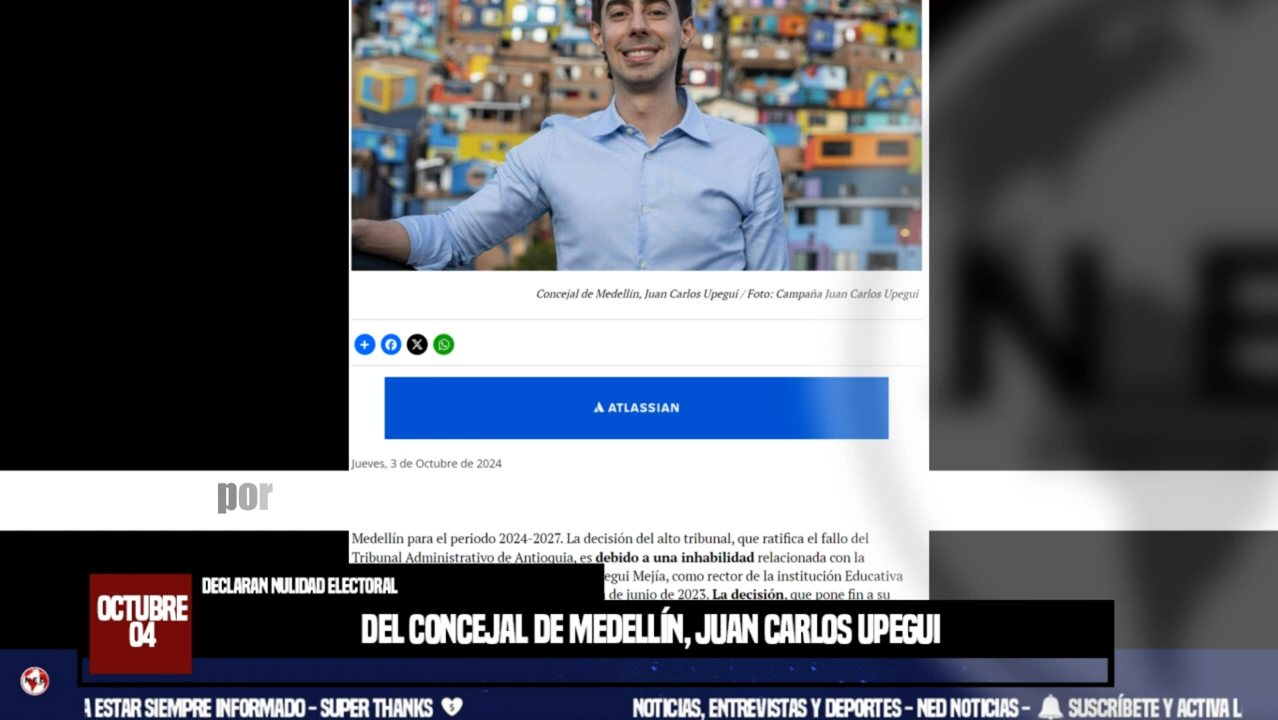 Concejal de Medellín, Juan Carlos Upegui / Foto: Campaña Juan Carlos Upegui
ATLASSIAN
Jueves, 3 de Octubre de 2024
por
Medellín para el periodo 2024-2027. La decisión del alto tribunal, que ratifica el fallo del
Tribunal Administrativo de Antioquia, es debido a una inhabilidad relacionada con la
egui Mejía, como rector de la institución Educativa
de junio de 2023. La decisión, que pone fin a su
DECLARAN NULIDAD ELECTORAL
OCTUBRE
04
DEL CONCEJAL DE MEDELLÍN, JUAN CARLOS UPEGUI
A ESTAR SIEMPRE INFORMADO - SUPER THANKS
NOTICIAS, ENTREVISTAS Y DEPORTES - NED NOTICIAS - SUSCRÍBETE Y ACTIVA L
NE